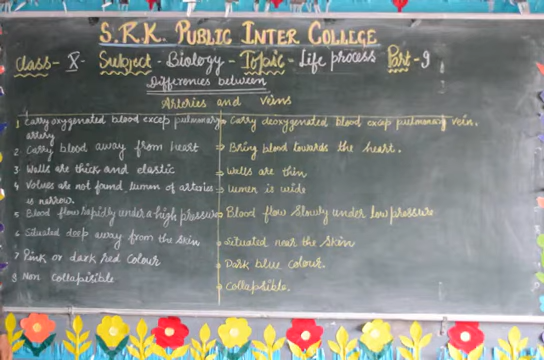 S.R.K. PUBLIC INTER COLLEGE
Class - X - Subject - Biology - Topic - Life process Part - 9
Differences between
Arteries and veins
1 Carry oxygenated blood excep pulmonary
artery
Carry deoxygenated blood excep pulmonary vein.
2 Carry blood away from heart
Bring blood towards the heart.
3 Walls are thick and elastic
Walls are thin
4 Valves are not found, lumen of arteries
is narrow.
lumen is wide
5 Blood flow rapidly under a high pressure
Blood flow slowly under low pressure
6 Situated deep away from the skin
Situated near the skin
7 Pink or dark red colour
Dark blue colour.
8 Non collapsible
Collapsible.